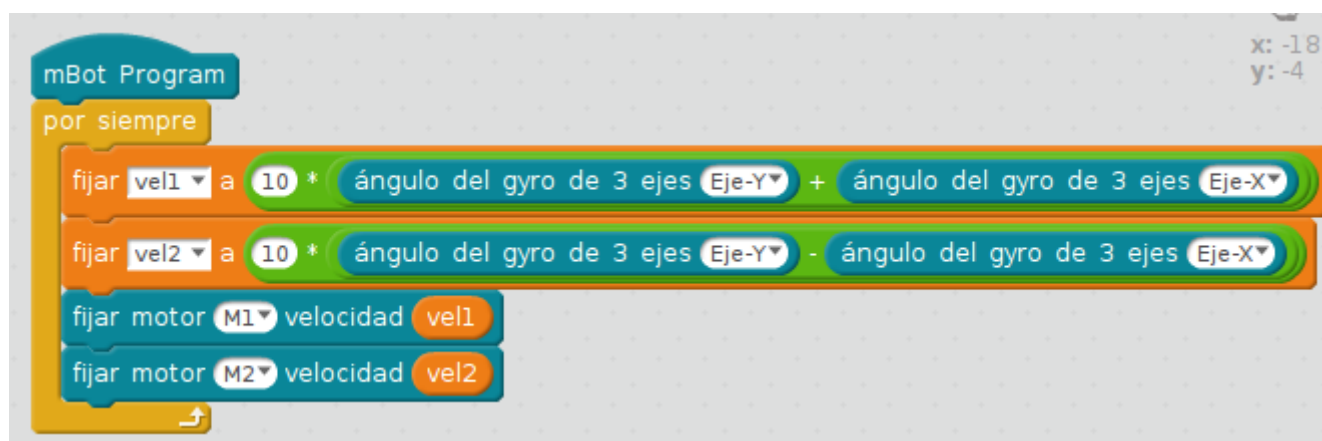 x: -18
y: -4
mBot Program
por siempre
fijar vel1 a 10 * ángulo del gyro de 3 ejes Eje-Y + ángulo del gyro de 3 ejes Eje-X
fijar vel2 a 10 * ángulo del gyro de 3 ejes Eje-Y - ángulo del gyro de 3 ejes Eje-X
fijar motor M1 velocidad vel1
fijar motor M2 velocidad vel2